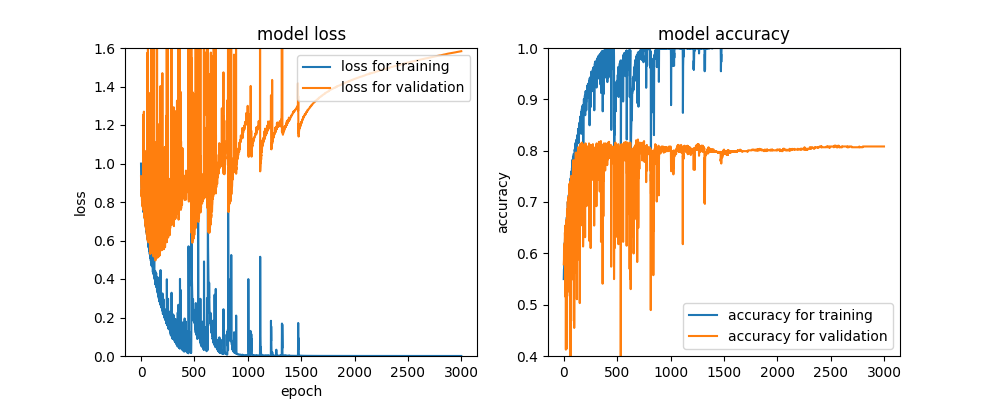 model loss
loss
1.6
1.4
1.2
1.0
0.8
0.6
0.4
0.2
0.0
loss for training
loss for validation
0 500 1000 1500 2000 2500 3000
epoch
model accuracy
accuracy
1.0
0.9
0.8
0.7
0.6
0.5
0.4
accuracy for training
accuracy for validation
0 500 1000 1500 2000 2500 3000